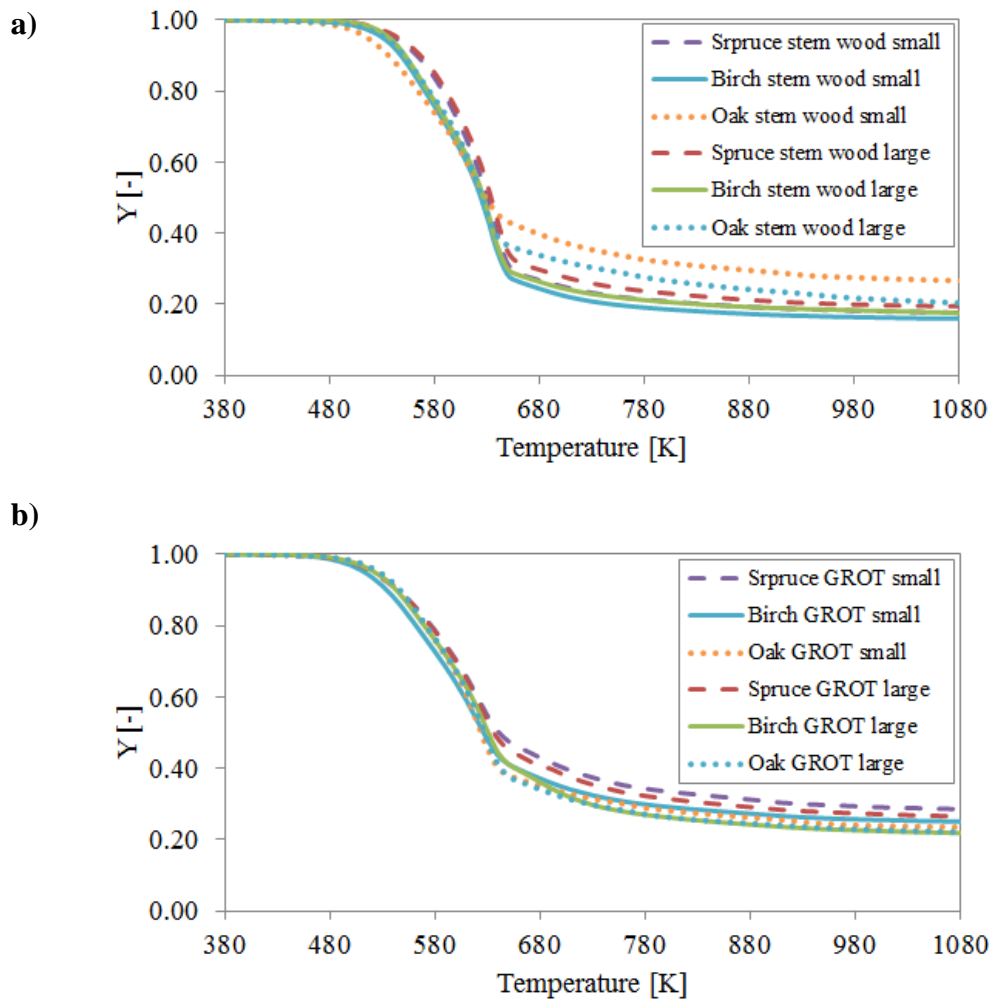 a)
1.00
0.80
0.60
0.40
0.20
0.00
Y [-]
Srpruce stem wood small
Birch stem wood small
Oak stem wood small
Spruce stem wood large
Birch stem wood large
Oak stem wood large
380 480 580 680 780 880 980 1080
Temperature [K]
b)
1.00
0.80
0.60
0.40
0.20
0.00
Y [-]
Srpruce GROT small
Birch GROT small
Oak GROT small
Spruce GROT large
Birch GROT large
Oak GROT large
380 480 580 680 780 880 980 1080
Temperature [K]